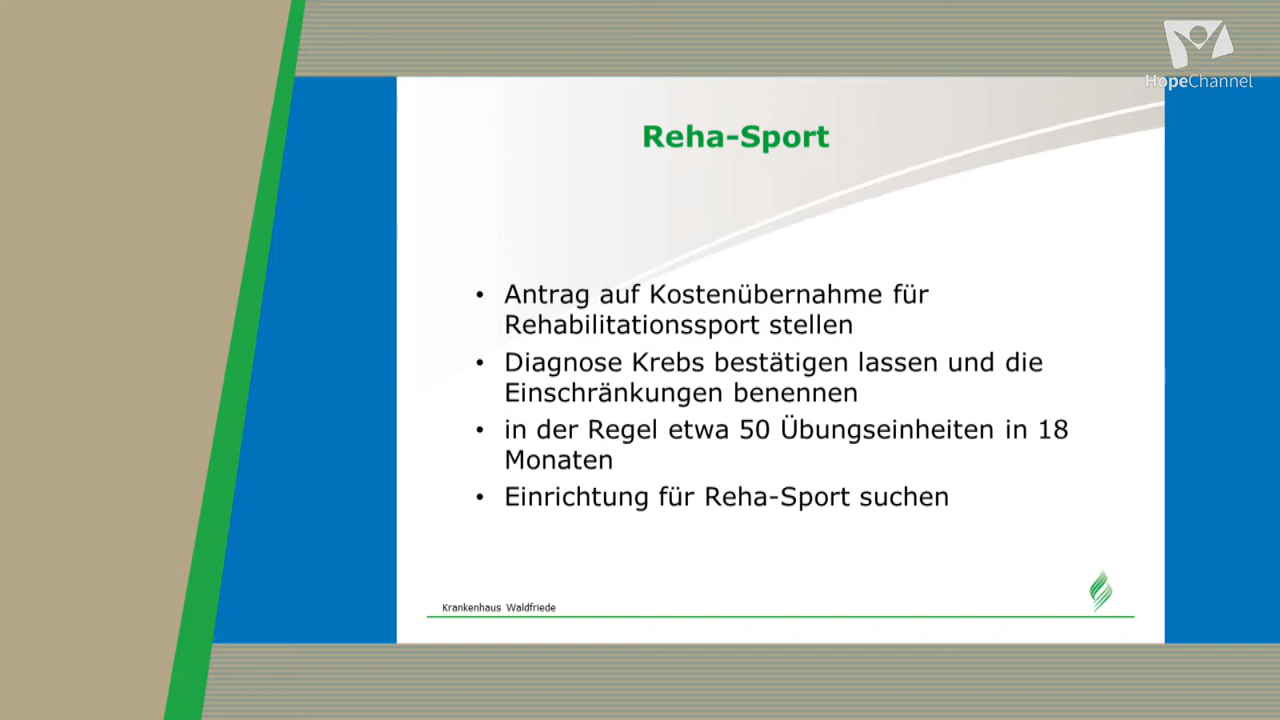 HopeChannel
Reha-Sport
• Antrag auf Kostenübernahme für
Rehabilitationssport stellen
• Diagnose Krebs bestätigen lassen und die
Einschränkungen benennen
• in der Regel etwa 50 Übungseinheiten in 18
Monaten
• Einrichtung für Reha-Sport suchen
Krankenhaus Waldfriede